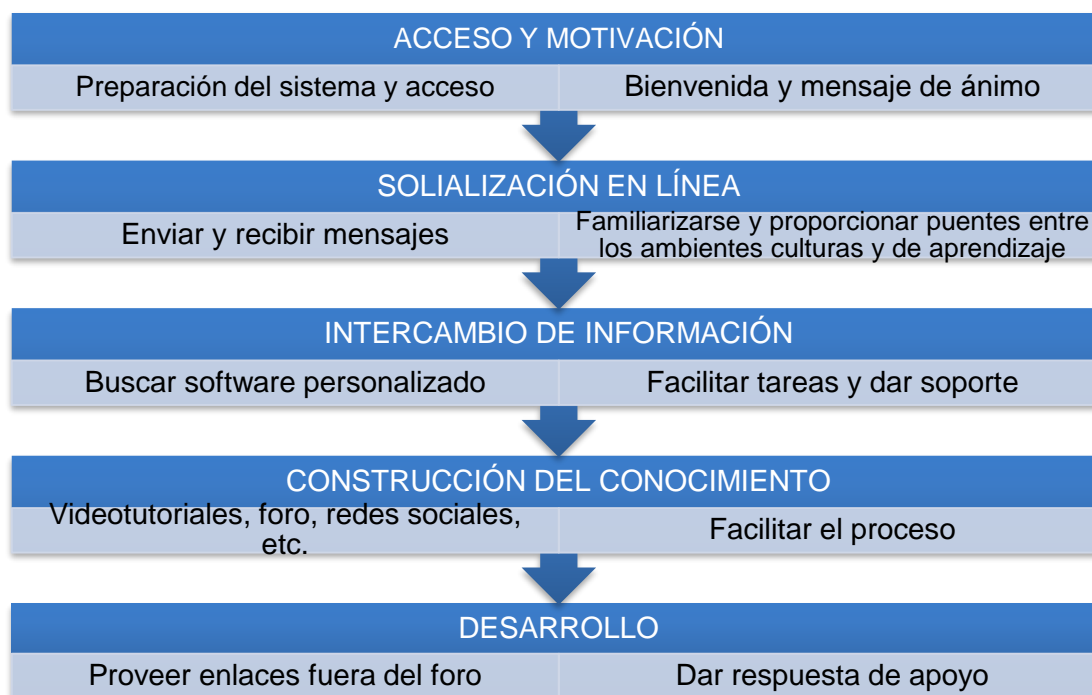 ACCESO Y MOTIVACIÓN
Preparación del sistema y acceso
Bienvenida y mensaje de ánimo
SOLIALIZACIÓN EN LÍNEA
Enviar y recibir mensajes
Familiarizarse y proporcionar puentes entre
los ambientes culturas y de aprendizaje
INTERCAMBIO DE INFORMACIÓN
Buscar software personalizado
Facilitar tareas y dar soporte
CONSTRUCCIÓN DEL CONOCIMIENTO
Videotutoriales, foro, redes sociales,
etc.
Facilitar el proceso
DESARROLLO
Proveer enlaces fuera del foro
Dar respuesta de apoyo